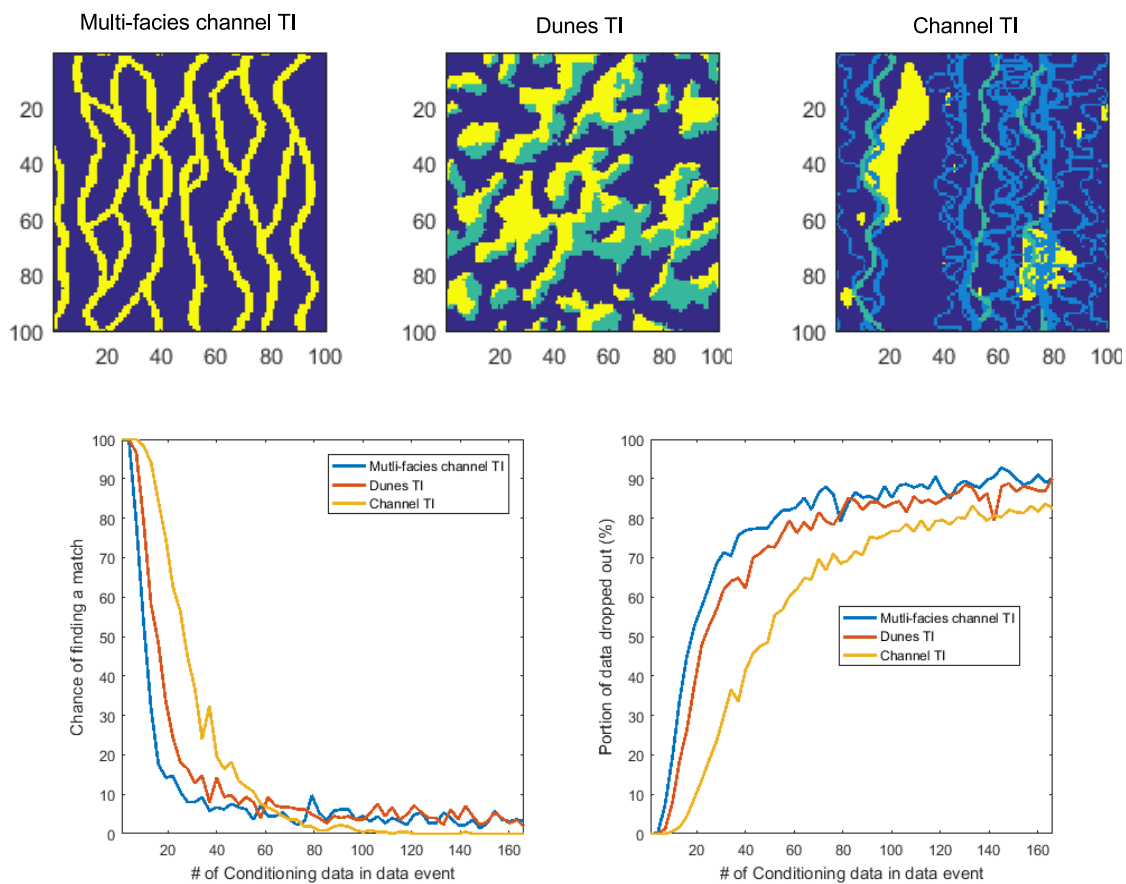 Multi-facies channel TI
Dunes TI
Channel TI
20
40
60
80
100
20 40 60 80 100
20
40
60
80
100
20 40 60 80 100
20
40
60
80
100
20 40 60 80 100
Chance of finding a match
100
90
80
70
60
50
40
30
20
10
0
Mutli-facies channel TI
Dunes TI
Channel TI
20 40 60 80 100 120 140 160
# of Conditioning data in data event
Portion of data dropped out (%)
100
90
80
70
60
50
40
30
20
10
0
Mutli-facies channel TI
Dunes TI
Channel TI
20 40 60 80 100 120 140 160
# of Conditioning data in data event